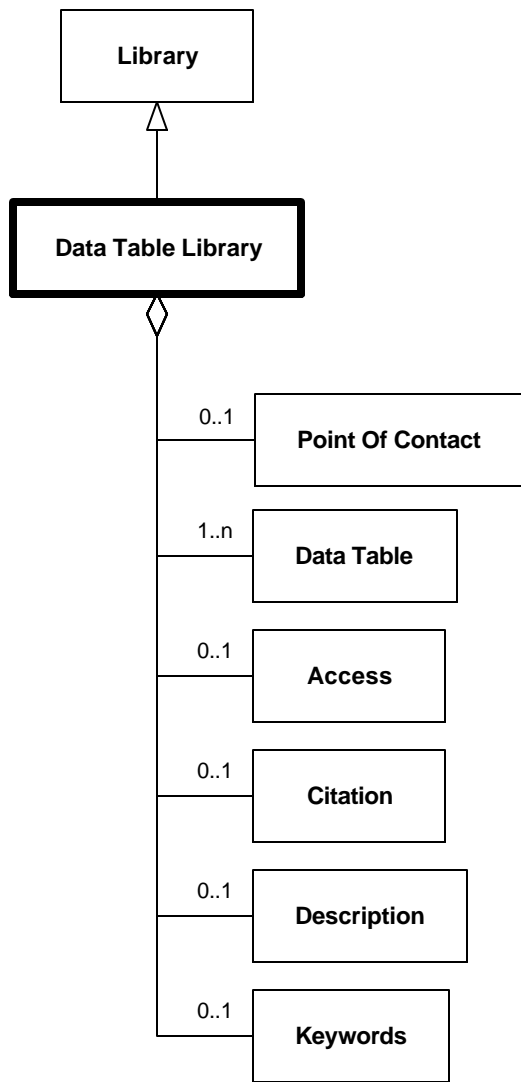 Library
Data Table Library
0..1
Point Of Contact
1..n
Data Table
0..1
Access
0..1
Citation
0..1
Description
0..1
Keywords